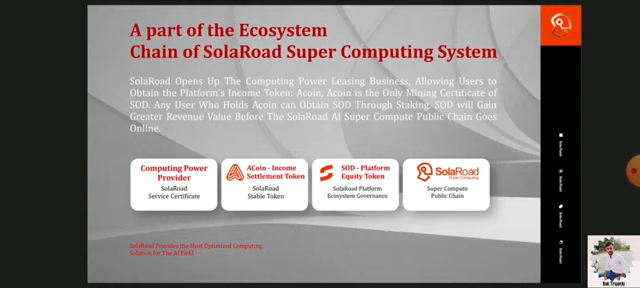 A part of the Ecosystem
Chain of SolaRoad Super Computing System
SolaRoad Opens Up The Computing Power Leasing Business, Allowing Users to
Obtain the Platform's Income Token: Acoin, Acoin is the Only Mining Certificate of
SOD. Any User Who Holds Acoin can Obtain SOD Through Staking. SOD will Gain
Greater Revenue Value Before The SolaRoad AI Super Compute Public Chain Goes
Online.
Computing Power
Provider
SolaRoad
Service Certificate
ACoin - Income
Settlement Token
SolaRoad
Stable Token
SOD - Platform
Equity Token
SolaRoad Platform
Ecosystem Governance
SolaRoad
Super Computing
Super Compute
Public Chain
SolaRoad Provides the Most Optimized Computing,
Solution for The AI Field